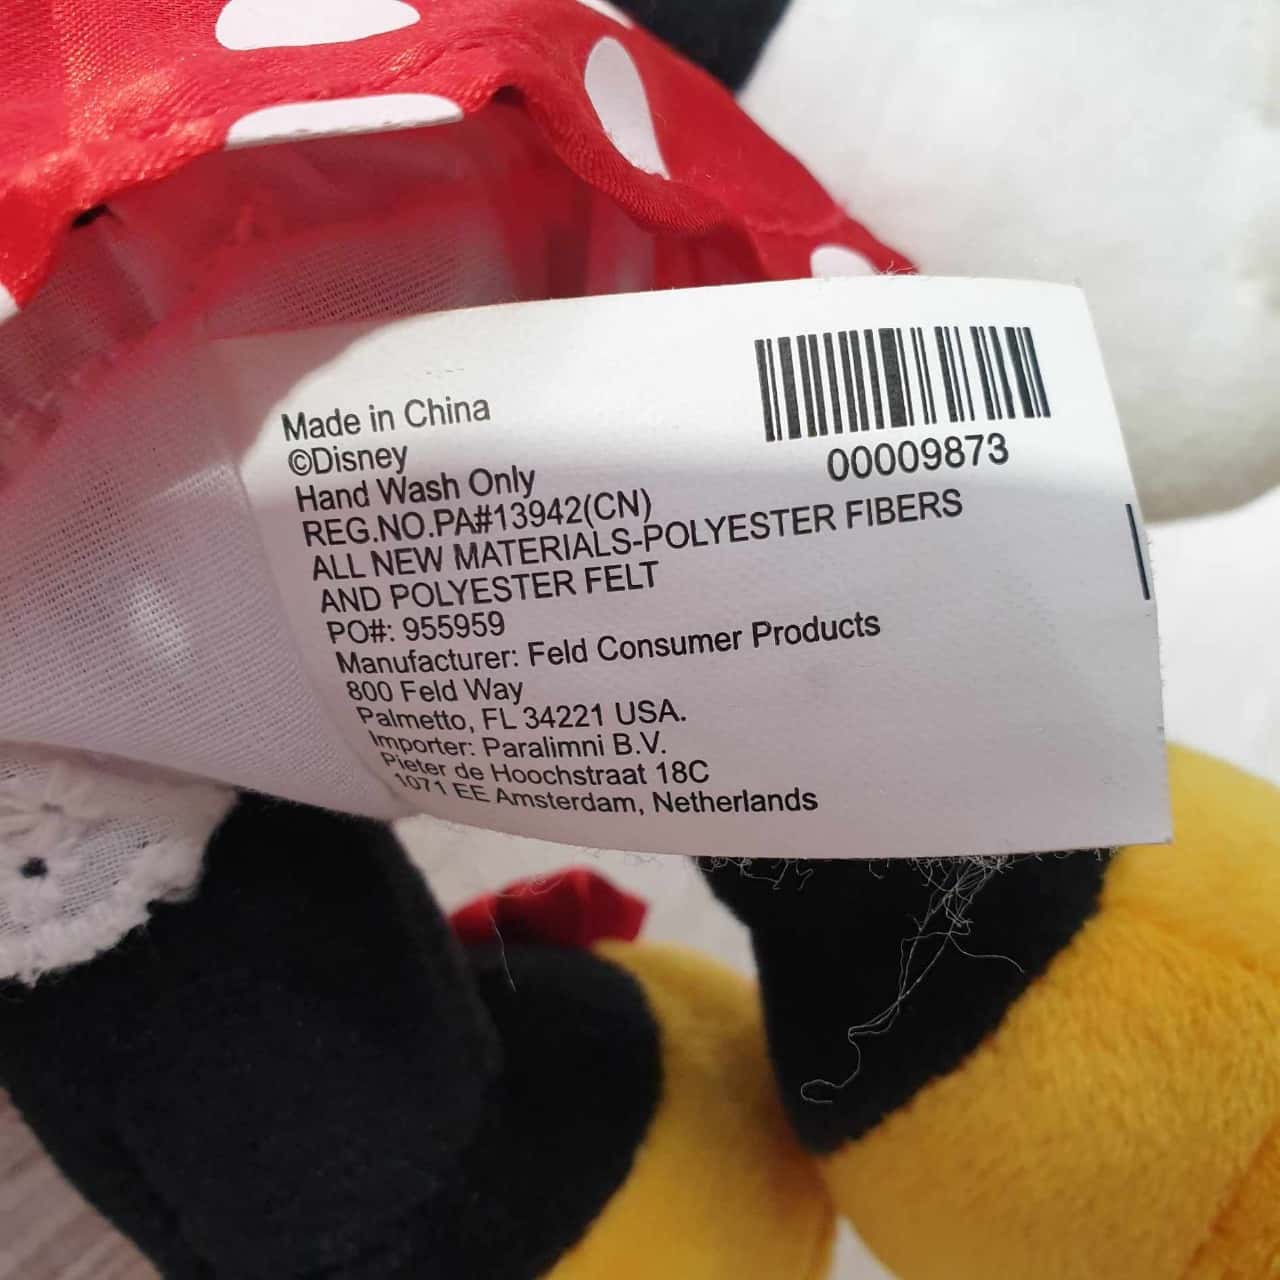 00009873
Made in China
©Disney
Hand Wash Only
REG.NO.PA#13942(CN)
ALL NEW MATERIALS-POLYESTER FIBERS
AND POLYESTER FELT
PO#: 955959
Manufacturer: Feld Consumer Products
800 Feld Way
Palmetto, FL 34221 USA.
Importer: Paralimni B.V.
Pieter de Hoochstraat 18C
1071 EE Amsterdam, Netherlands